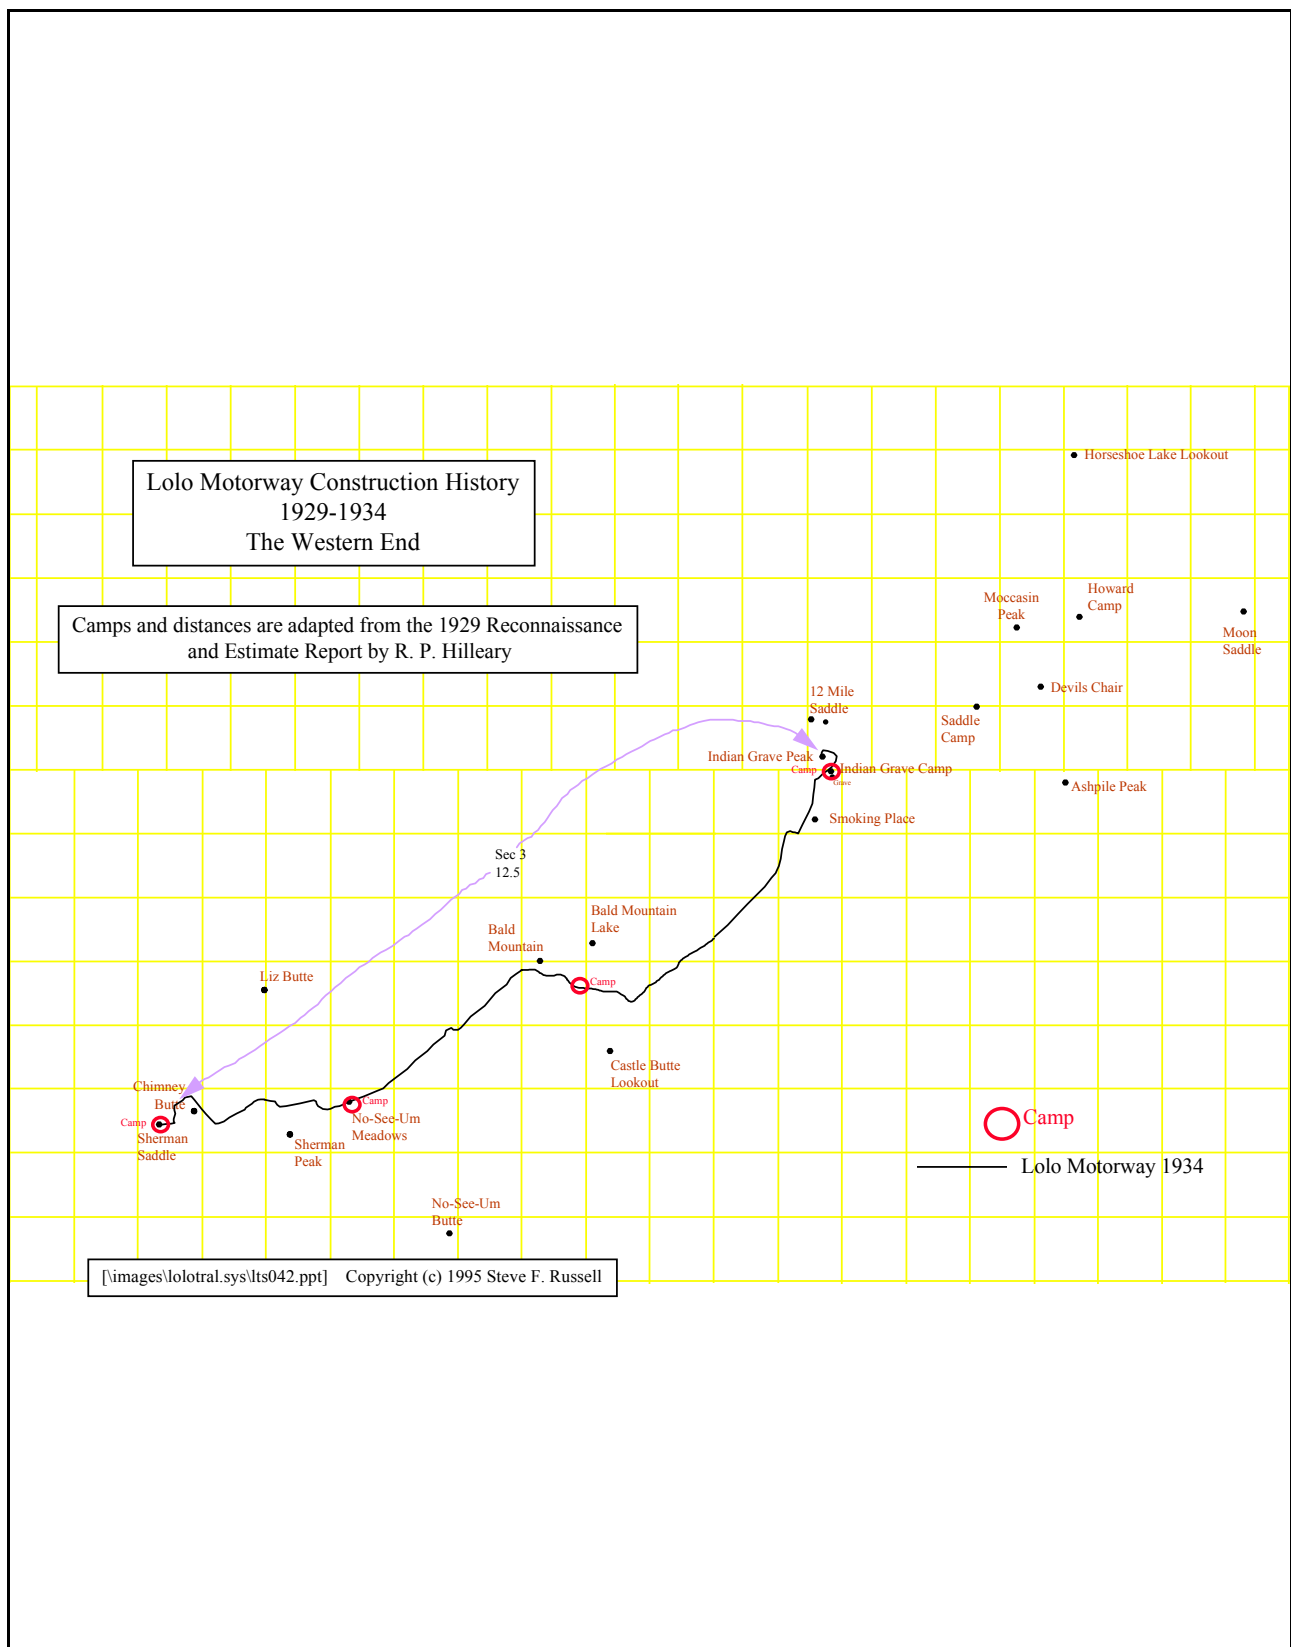 Horseshoe Lake Lookout
Lolo Motorway Construction History
1929-1934
The Western End
Camps and distances are adapted from the 1929 Reconnaissance
and Estimate Report by R. P. Hilleary
Moccasin
Peak
Howard
Camp
Moon
Saddle
Devils Chair
12 Mile
Saddle
Saddle
Camp
Indian Grave Peak
Camp
Indian Grave Camp
Grave
Ashpile Peak
Smoking Place
Sec 3
12.5
Bald Mountain
Lake
Bald
Mountain
Liz Butte
Camp
Castle Butte
Lookout
Chimney
Butte
Camp
No-See-Um
Meadows
Camp
Sherman
Saddle
Sherman
Peak
Camp
Lolo Motorway 1934
No-See-Um
Butte
[\images\lolotral.sys\lts042.ppt] Copyright (c) 1995 Steve F. Russell